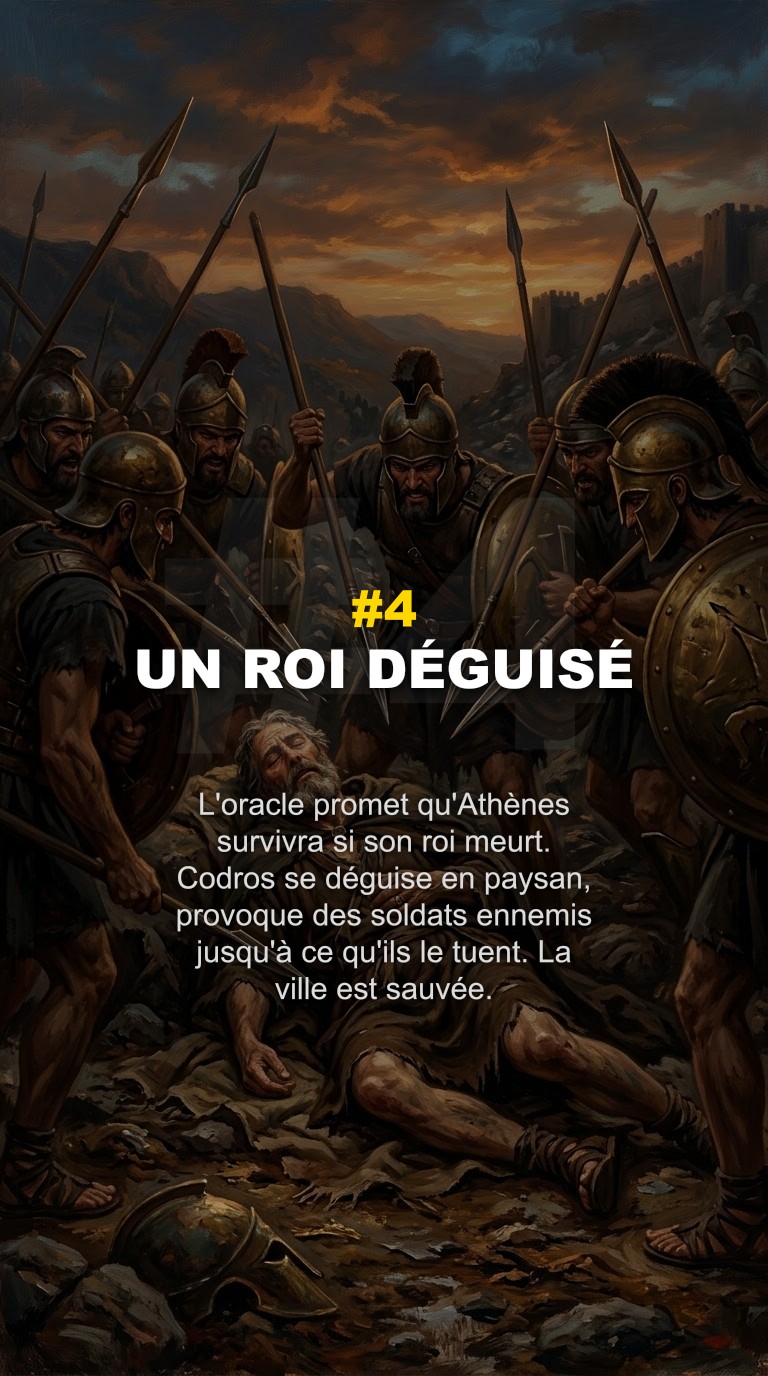 #4
UN ROI DÉGUISÉ
L'oracle promet qu'Athènes
survivra si son roi meurt.
Codros se déguise en paysan,
provoque des soldats ennemis
jusqu'à ce qu'ils le tuent. La
ville est sauvée.